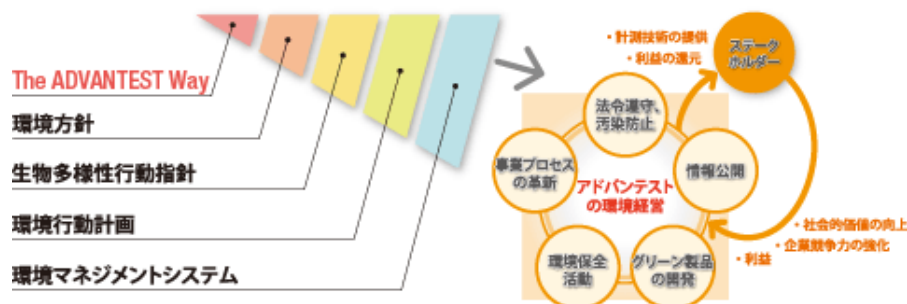 The ADVANTEST Way
環境方針
生物多様性行動指針
環境行動計画
環境マネジメントシステム
・計測技術の提供
・利益の還元
ステーク
ホルダー
法令遵守、
汚染防止
事業プロセス
の革新
情報公開
アドバンテスト
の環境経営
環境保全
活動
グリーン製品
の開発
・社会的価値の向上
・企業競争力の強化
・利益